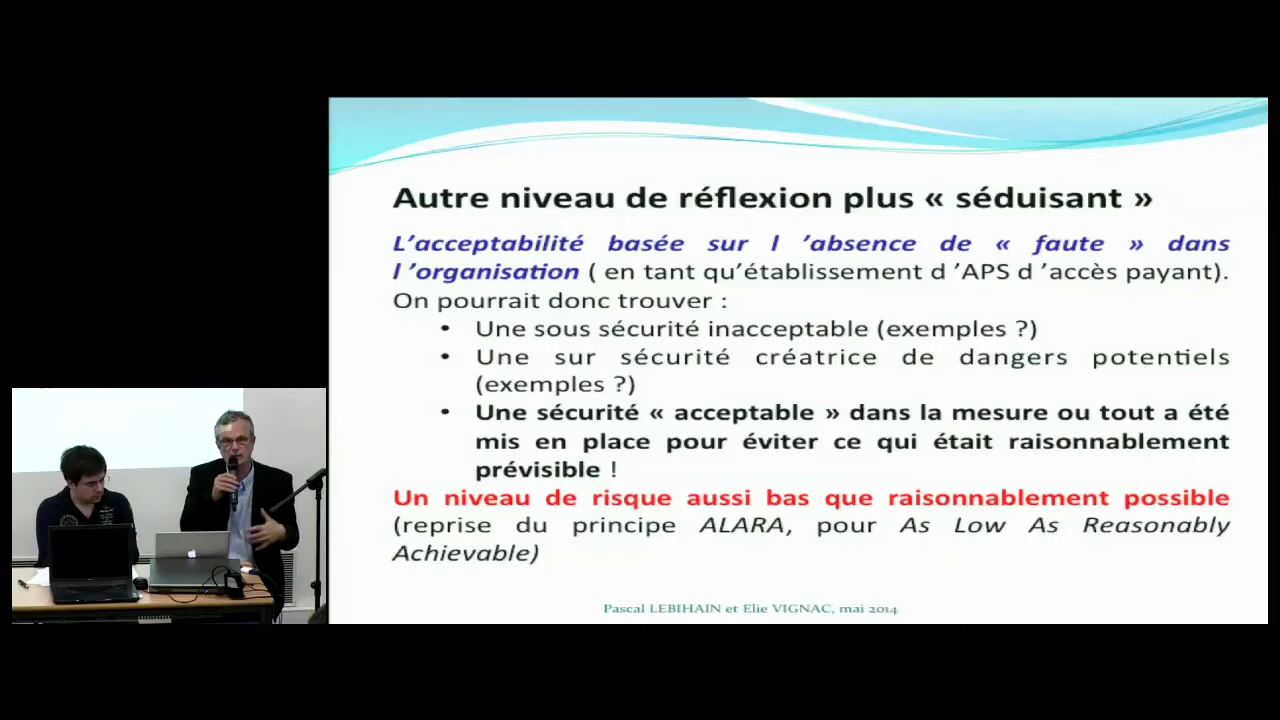 Autre niveau de réflexion plus « séduisant »
L’acceptabilité basée sur l ’absence de « faute » dans
l ’organisation ( en tant qu’établissement d ’APS d ’accès payant).
On pourrait donc trouver :
• Une sous sécurité inacceptable (exemples ?)
• Une sur sécurité créatrice de dangers potentiels
(exemples ?)
• Une sécurité « acceptable » dans la mesure ou tout a été
mis en place pour éviter ce qui était raisonnablement
prévisible !
Un niveau de risque aussi bas que raisonnablement possible
(reprise du principe ALARA, pour As Low As Reasonably
Achievable)
Pascal LEBIHAIN et Elie VIGNAC, mai 2014